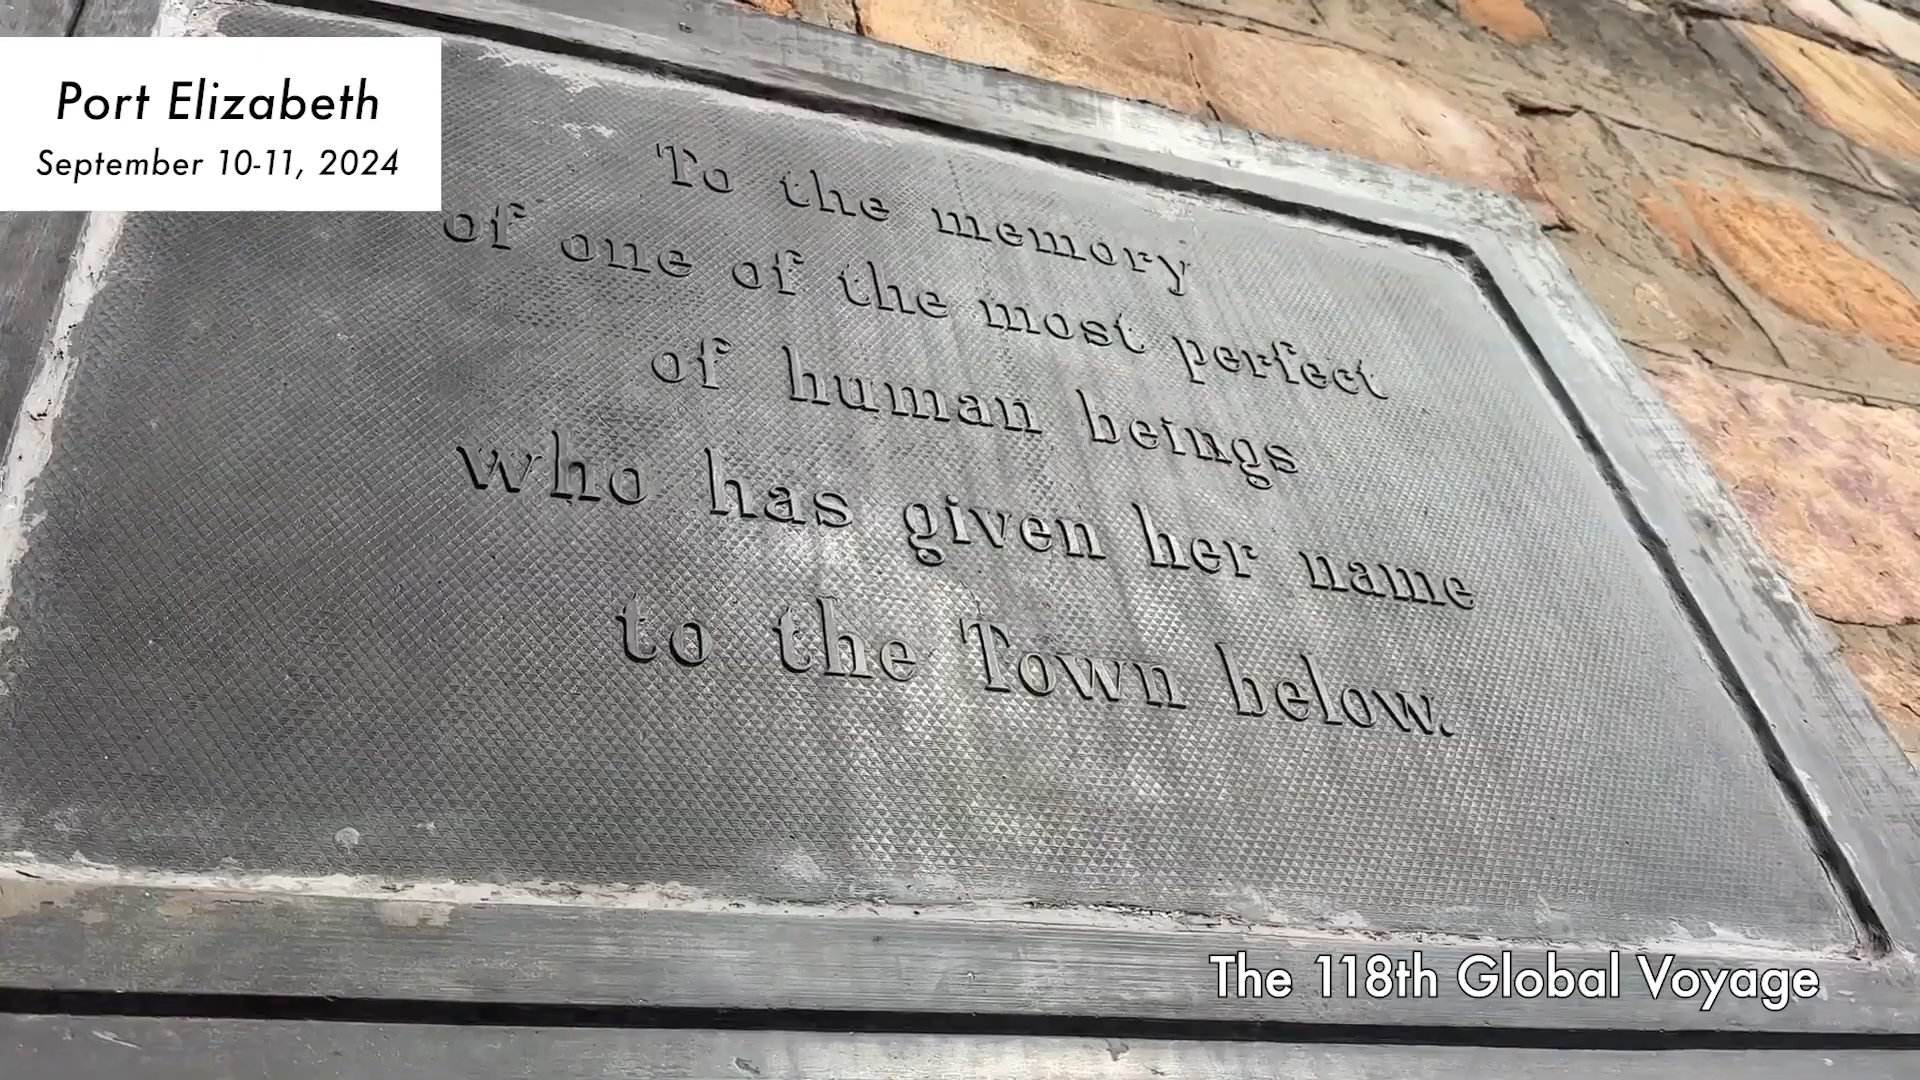 Port Elizabeth
September 10-11, 2024
To the memory
of one of the most perfect
of human beings
who has given her name
to the Town below.
The 118th Global Voyage